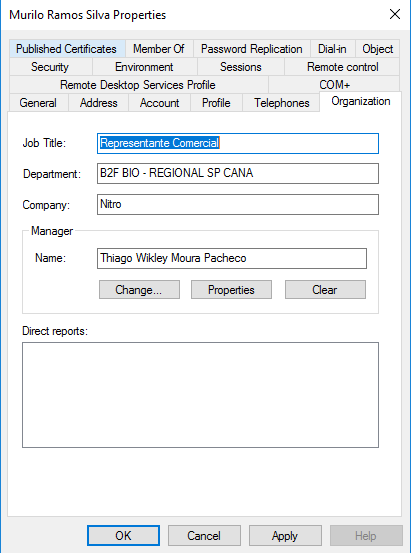 Murilo Ramos Silva Properties
Published Certificates Member Of Password Replication Dial-in Object
Security Environment Sessions Remote control
Remote Desktop Services Profile COM+
General Address Account Profile Telephones Organization
Job Title: Representante Comercial
Department: B2F BIO - REGIONAL SP CANA
Company: Nitro
Manager
Name: Thiago Wikley Moura Pacheco
Change... Properties Clear
Direct reports:
OK Cancel Apply Help